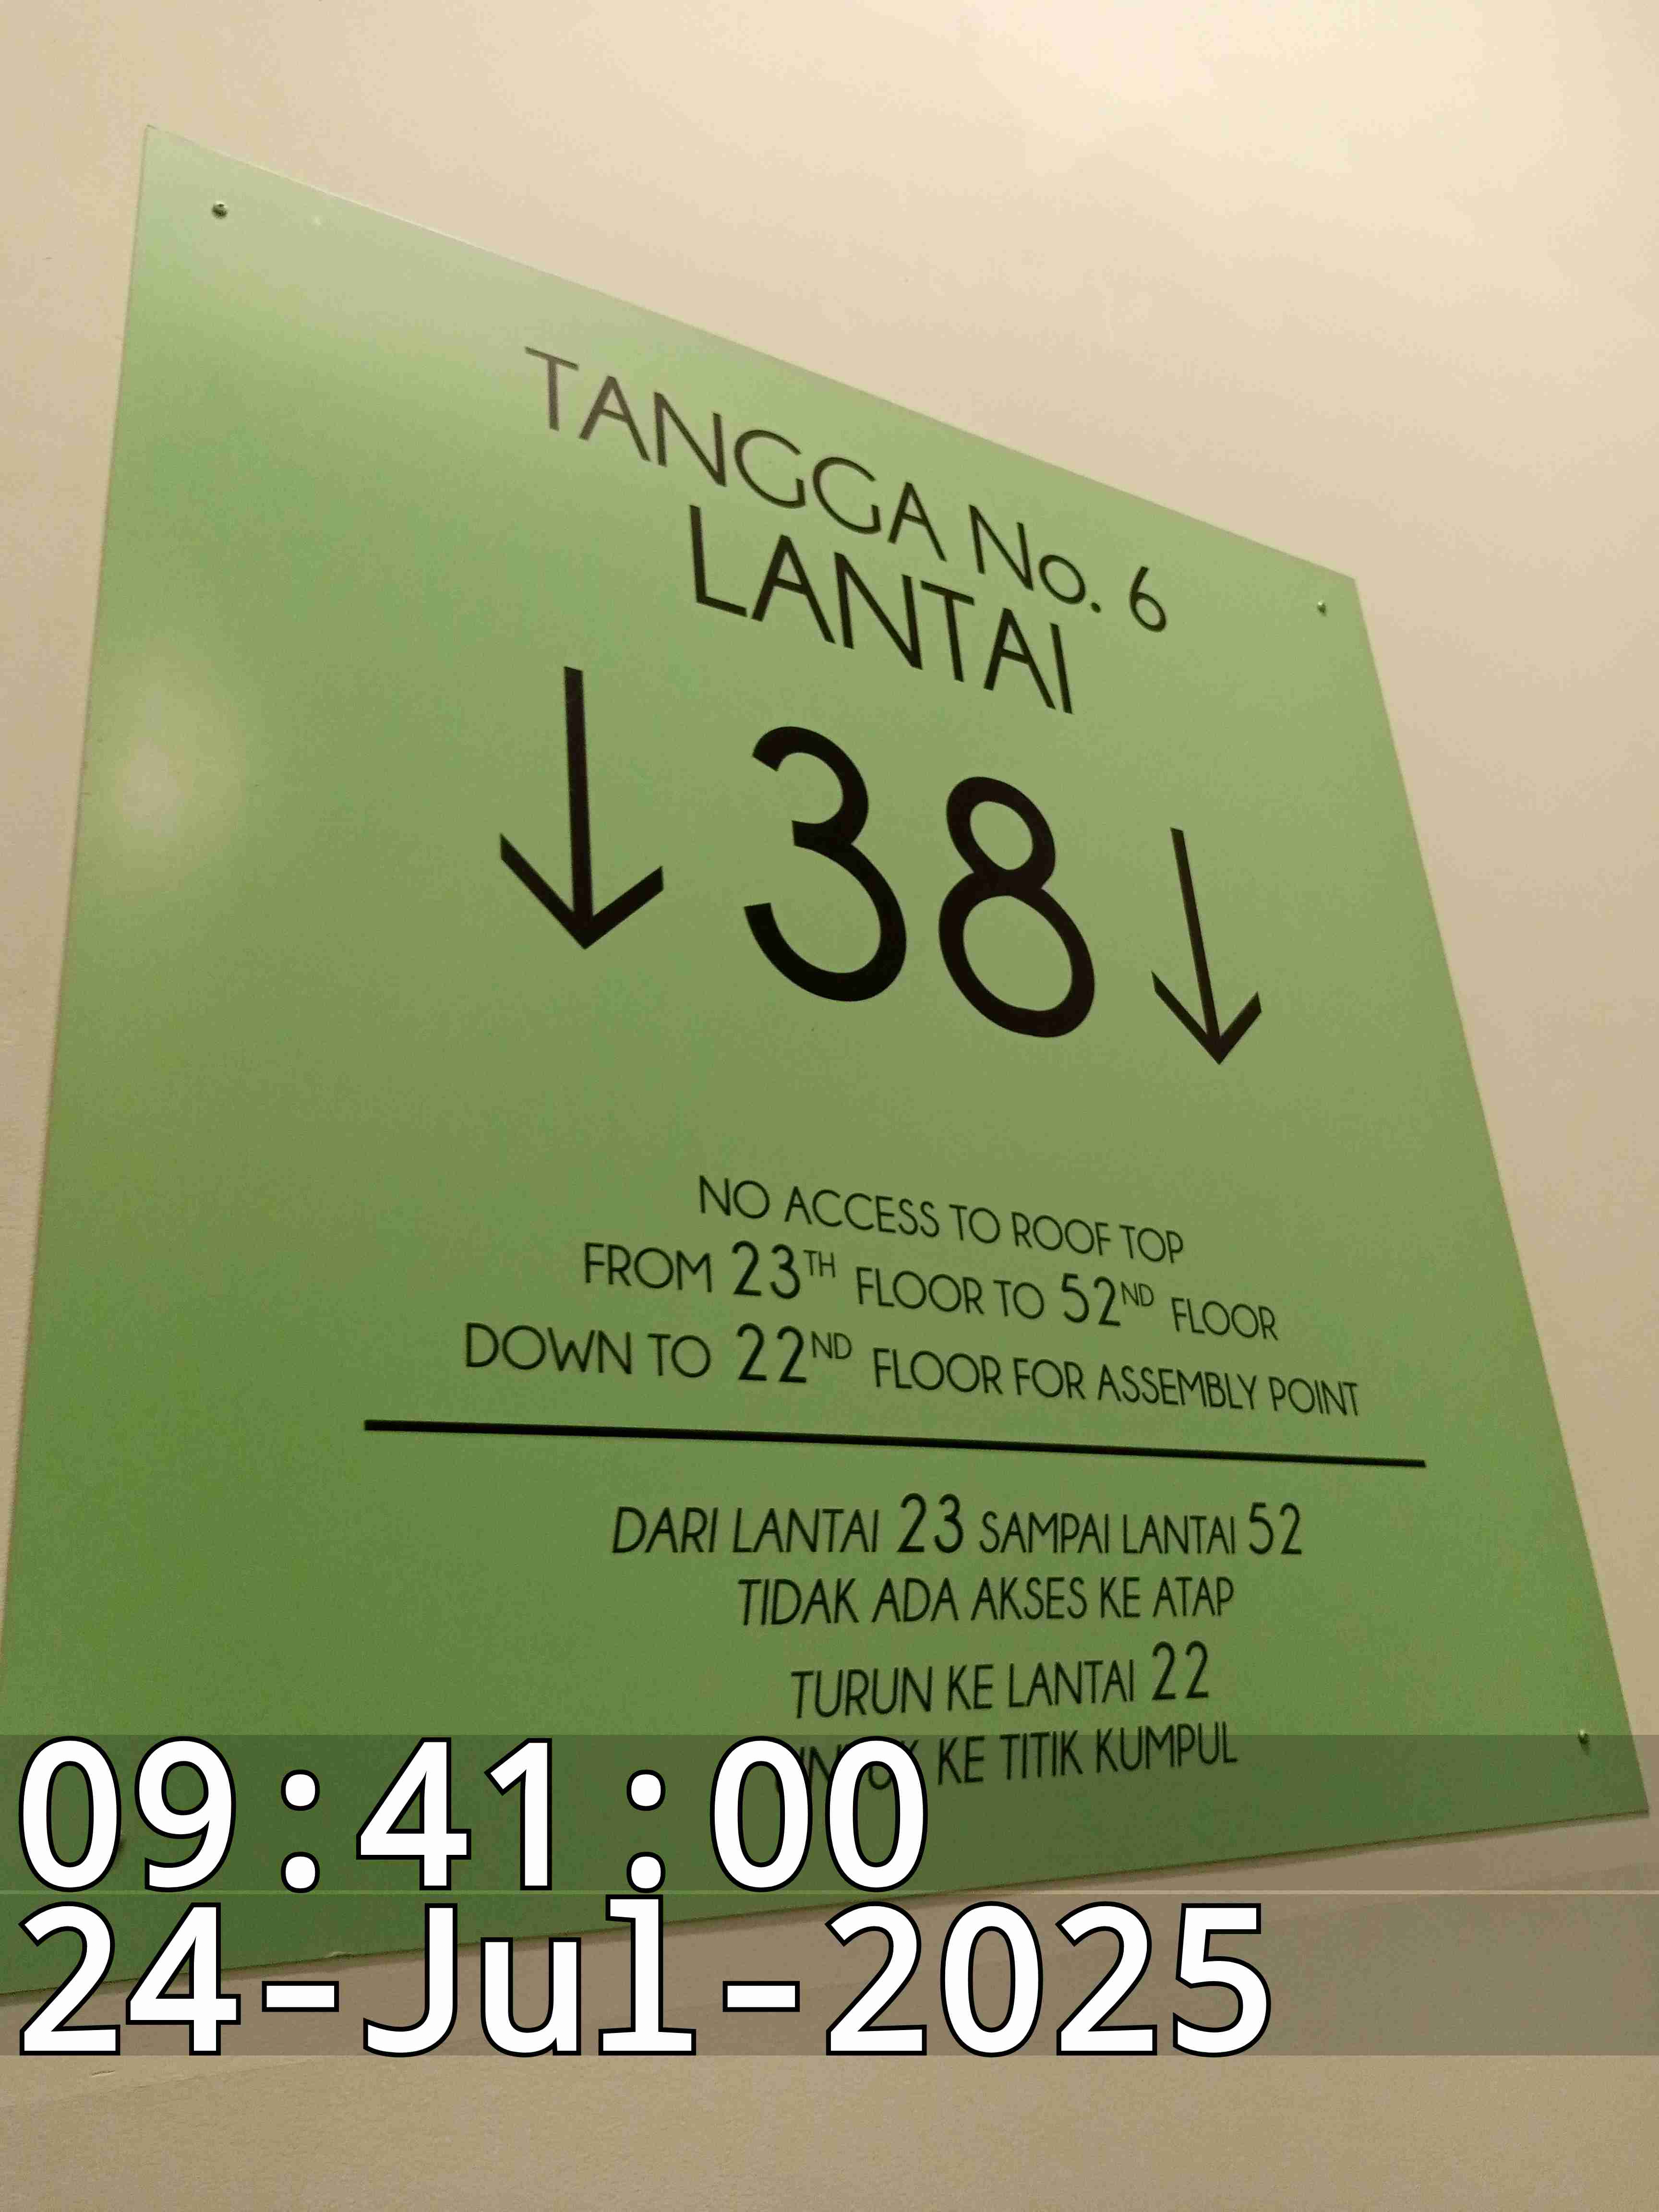 TANGGA No. 6
LANTAI
↓ 38 ↓
NO ACCESS TO ROOF TOP
FROM 23TH FLOOR TO 52ND FLOOR
DOWN TO 22ND FLOOR FOR ASSEMBLY POINT
DARI LANTAI 23 SAMPAI LANTAI 52
TIDAK ADA AKSES KE ATAP
TURUN KE LANTAI 22
UNTUK KE TITIK KUMPUL
09:41:00
24-Jul-2025